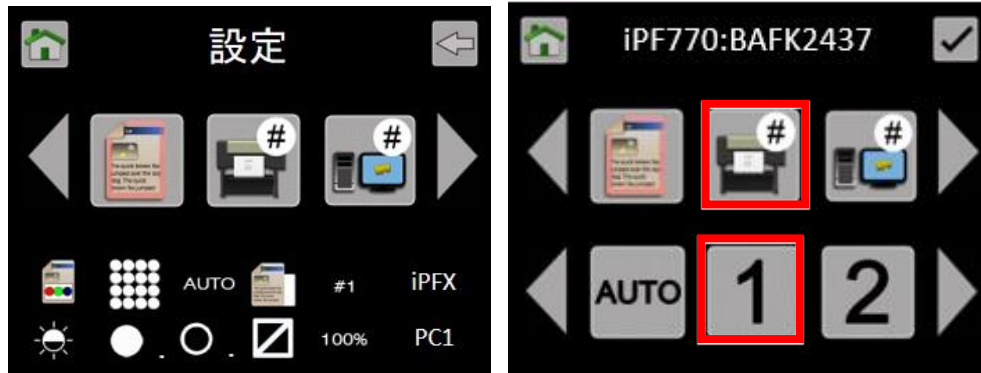 設定
#
#
AUTO
#1
iPFX
100%
PC1
iPF770:BAFK2437
#
#
AUTO
1
2